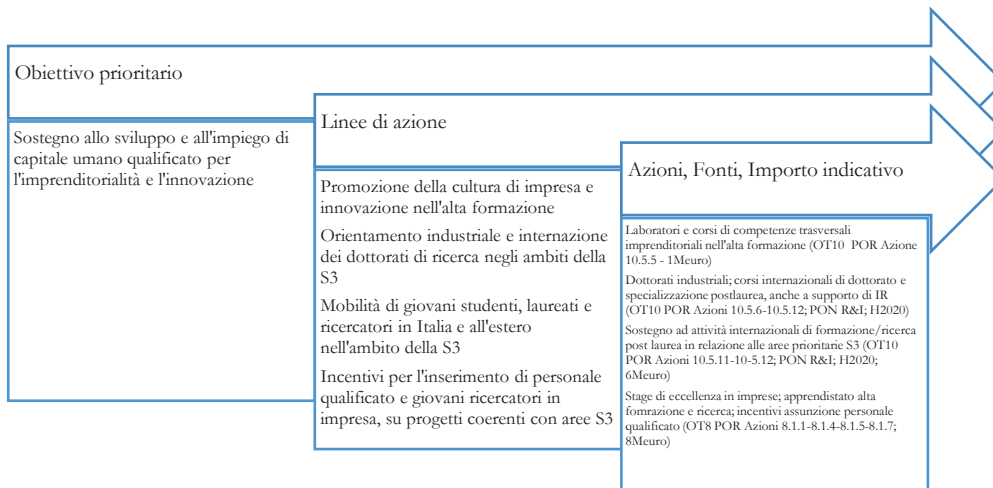 Obiettivo prioritario
Sostegno allo sviluppo e all'impiego di
capitale umano qualificato per
l'imprenditorialità e l'innovazione
Linee di azione
Promozione della cultura di impresa e
innovazione nell'alta formazione
Orientamento industriale e internazione
dei dottorati di ricerca negli ambiti della
S3
Mobilità di giovani studenti, laureati e
ricercatori in Italia e all'estero
nell'ambito della S3
Incentivi per l'inserimento di personale
qualificato e giovani ricercatori in
impresa, su progetti coerenti con aree S3
Azioni, Fonti, Importo indicativo
Laboratori e corsi di competenze trasversali
imprenditoriali nell'alta formazione (OT10 POR Azione
10.5.5 - 1Meuro)
Dottorati industriali; corsi internazionali di dottorato e
specializzazione postlaurea, anche a supporto di IR
(OT10 POR Azioni 10.5.6-10.5.12; PON R&I; H2020)
Sostegno ad attività internazionali di formazione/ricerca
post laurea in relazione alle aree prioritarie S3 (OT10
POR Azioni 10.5.11-10-5.12; PON R&I; H2020;
6Meuro)
Stage di eccellenza in imprese; apprendistato alta
fomrazione e ricerca; incentivi assunzione personale
qualificato (OT8 POR Azioni 8.1.1-8.1.4-8.1.5-8.1.7;
8Meuro)